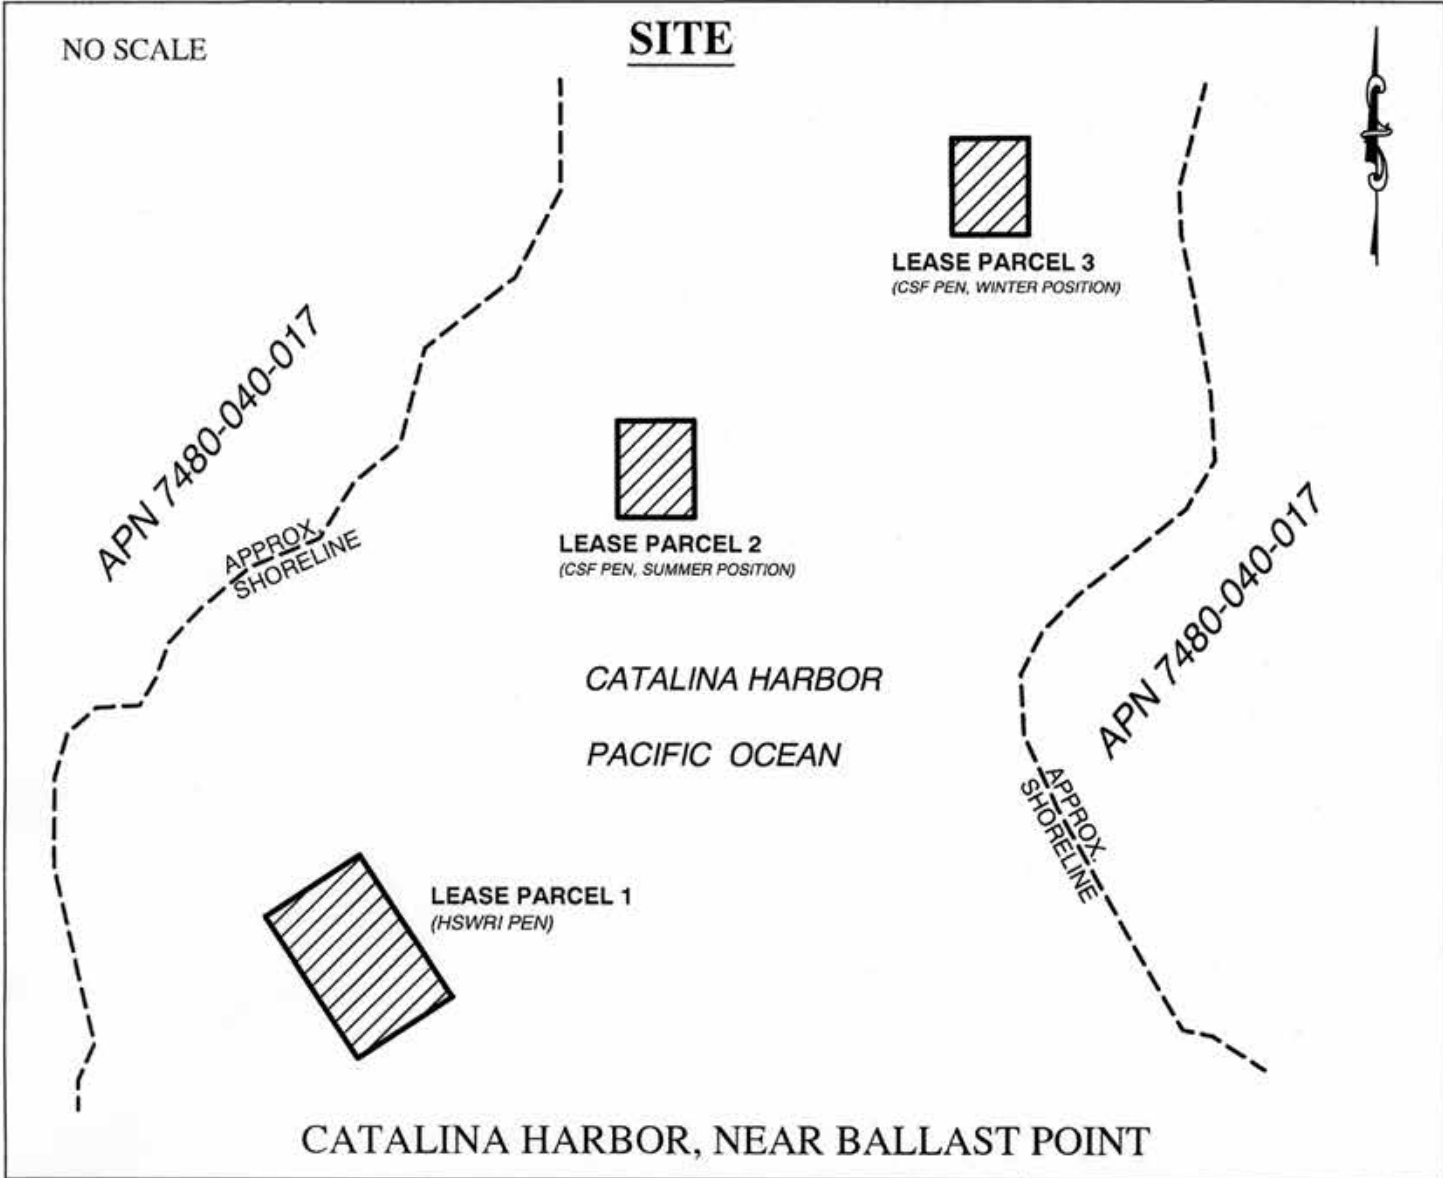 NO SCALE
SITE
LEASE PARCEL 3
(CSF PEN, WINTER POSITION)
APN 7480-040-017
APPROX.
SHORELINE
LEASE PARCEL 2
(CSF PEN, SUMMER POSITION)
CATALINA HARBOR
PACIFIC OCEAN
APN 7480-040-017
APPROX.
SHORELINE
LEASE PARCEL 1
(HSWRI PEN)
CATALINA HARBOR, NEAR BALLAST POINT